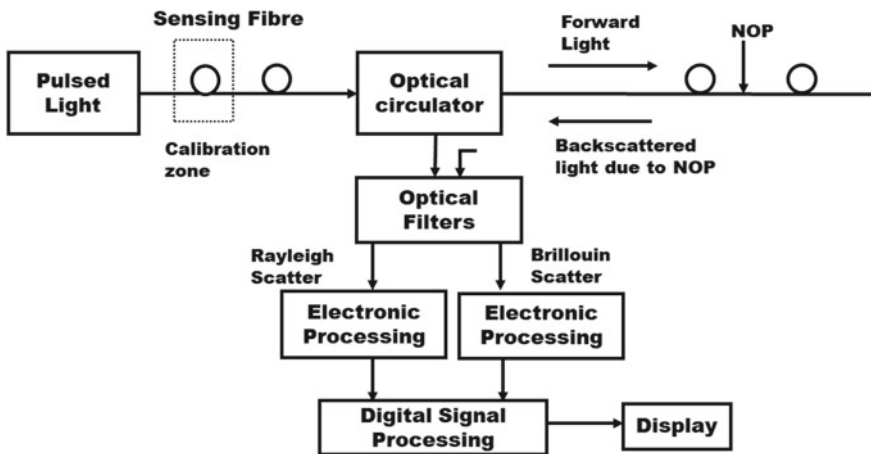 Sensing Fibre
Pulsed
Light
Calibration
zone
Optical
circulator
Forward
Light
NOP
Backscattered
light due to NOP
Optical
Filters
Rayleigh
Scatter
Brillouin
Scatter
Electronic
Processing
Electronic
Processing
Digital Signal
Processing
Display